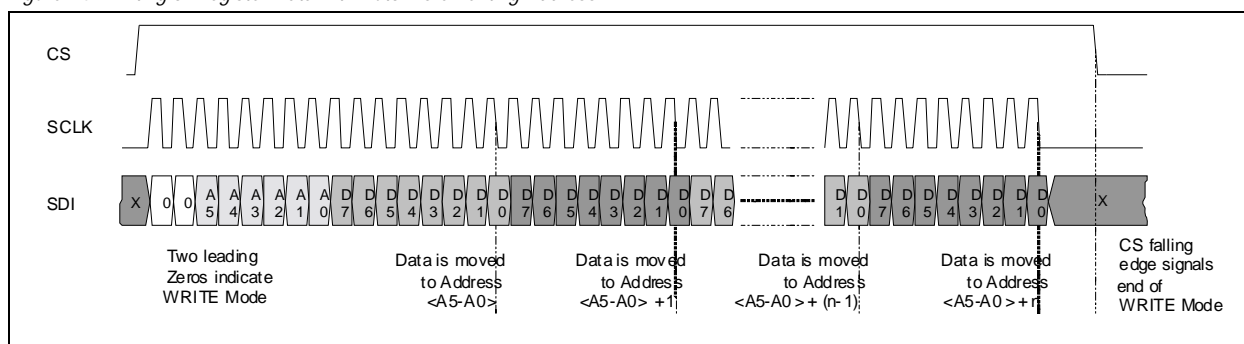 CS
SCLK
SDI X 0 0 A5 A4 A3 A2 A1 A0 D7 D6 D5 D4 D3 D2 D1 D0 D7 D6 D5 D4 D3 D2 D1 D0 D7 D6 D1 D0 D7 D6 D5 D4 D3 D2 D1 D0 X
Two leading
Zeros indicate
WRITE Mode
Data is moved
to Address
<A5-A0>
Data is moved
to Address
<A5-A0> +1
Data is moved
to Address
<A5-A0> + (n-1)
Data is moved
to Address
<A5-A0> + n
CS falling
edge signals
end of
WRITE Mode